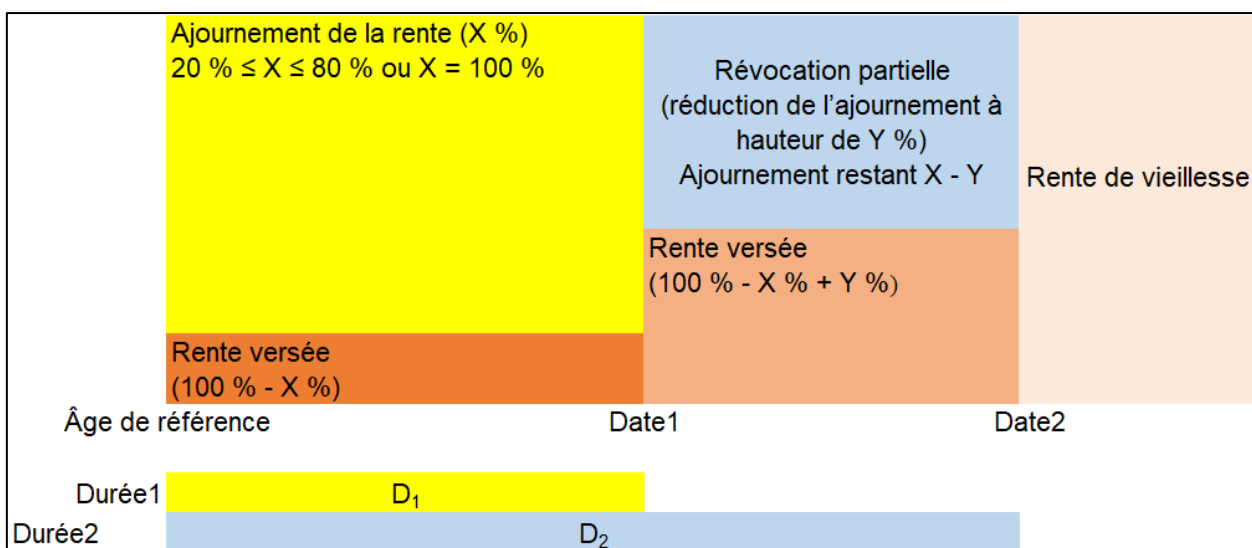 Ajournement de la rente (X %)
20 % ≤ X ≤ 80 % ou X = 100 %
Révocation partielle
(réduction de l’ajournement à
hauteur de Y %)
Ajournement restant X - Y
Rente de vieillesse
Rente versée
(100 % - X % + Y %)
Rente versée
(100 % - X %)
Âge de référence
Date1
Date2
Durée1
D₁
Durée2
D₂